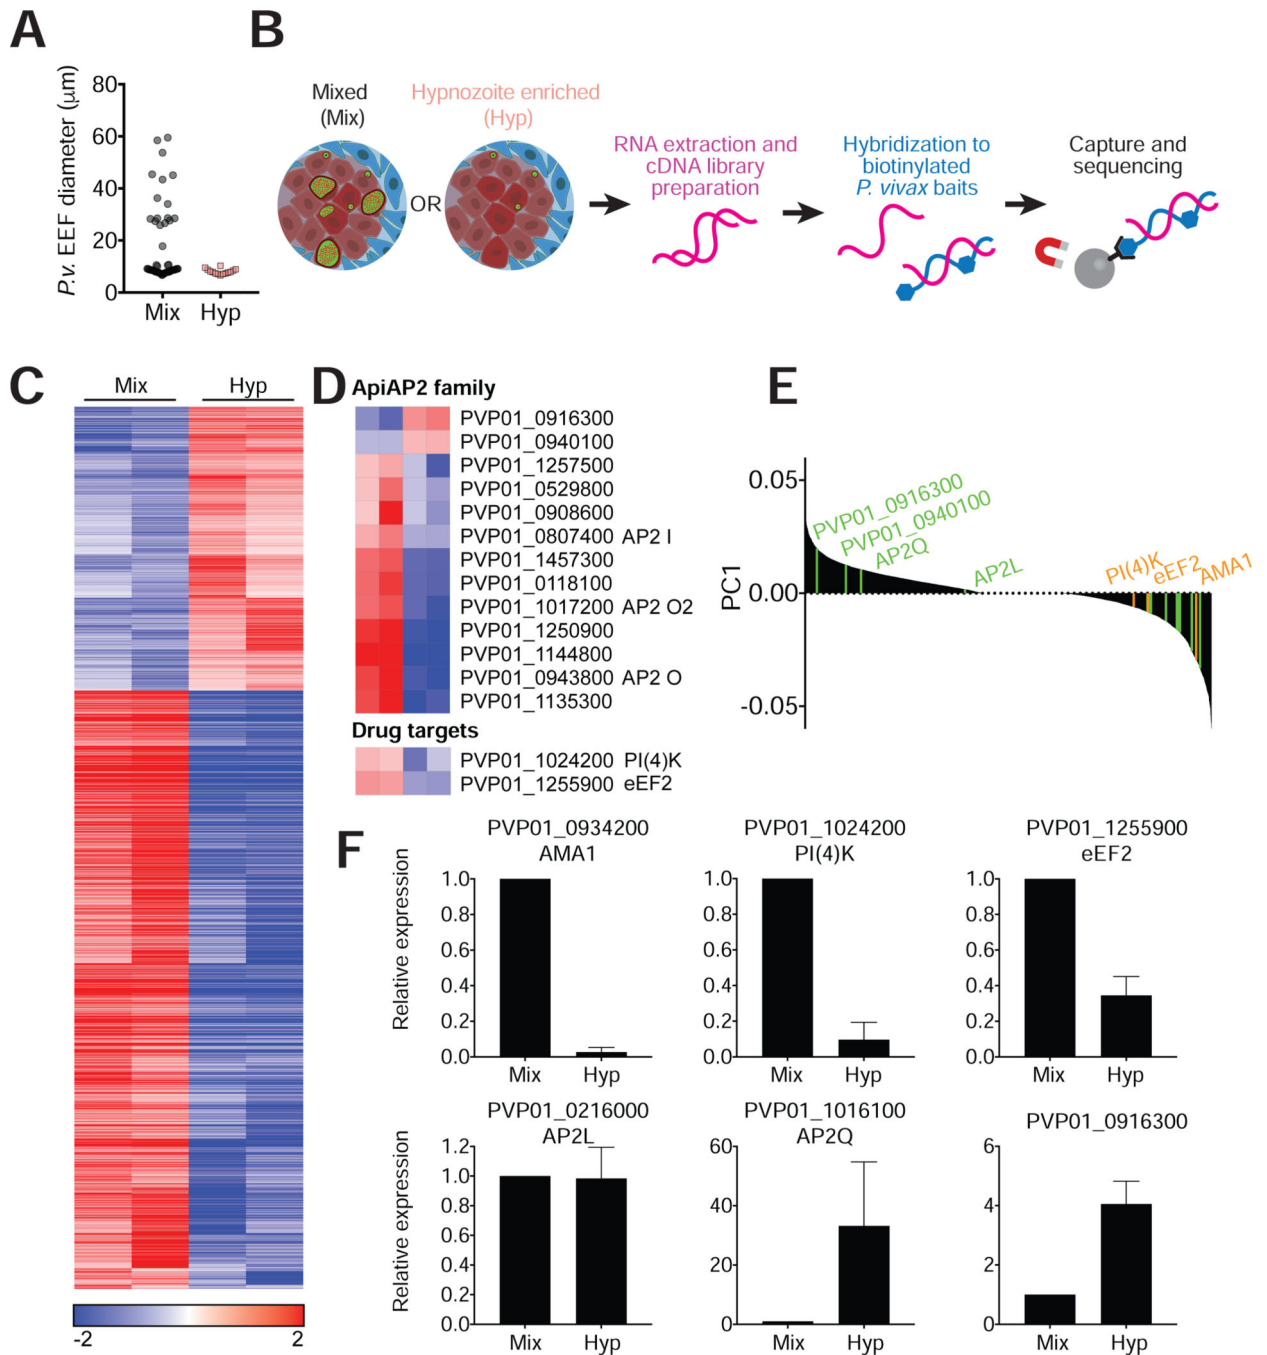 A
P.v. EEF diameter (μm)
80
60
40
20
0
Mix
Hyp
B
Mixed
(Mix)
OR
Hypnozoite enriched
(Hyp)
RNA extraction and
cDNA library
preparation
Hybridization to
biotinylated
P. vivax baits
Capture and
sequencing
C
Mix
Hyp
-2
2
D
ApiAP2 family
PVP01_0916300
PVP01_0940100
PVP01_1257500
PVP01_0529800
PVP01_0908600
PVP01_0807400 AP2 I
PVP01_1457300
PVP01_0118100
PVP01_1017200 AP2 O2
PVP01_1250900
PVP01_1144800
PVP01_0943800 AP2 O
PVP01_1135300
Drug targets
PVP01_1024200 PI(4)K
PVP01_1255900 eEF2
E
PC1
0.05
0.00
-0.05
PVP01_0916300
PVP01_0940100
AP2Q
AP2L
PI(4)K
eEF2
AMA1
F
PVP01_0934200
AMA1
Relative expression
1.0
0.8
0.6
0.4
0.2
0.0
Mix
Hyp
PVP01_1024200
PI(4)K
1.0
0.8
0.6
0.4
0.2
0.0
Mix
Hyp
PVP01_1255900
eEF2
1.0
0.8
0.6
0.4
0.2
0.0
Mix
Hyp
PVP01_0216000
AP2L
Relative expression
1.2
1.0
0.8
0.6
0.4
0.2
0.0
Mix
Hyp
PVP01_1016100
AP2Q
60
40
20
0
Mix
Hyp
PVP01_0916300
6
4
2
0
Mix
Hyp